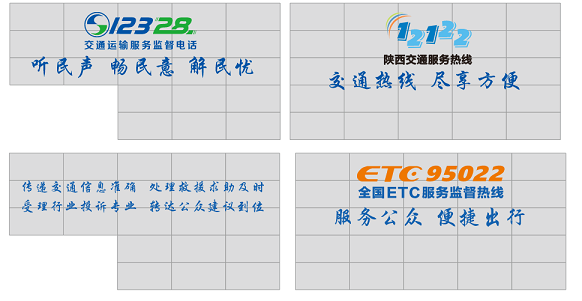 12328
交通运输服务监督电话
听民声 畅民意 解民忧
12122
陕西交通服务热线
交通热线 尽享方便
传递交通信息准确 处理救援求助及时
受理行业投诉专业 转达公众建议到位
ETC 95022
全国ETC服务监督热线
服务公众 便捷出行